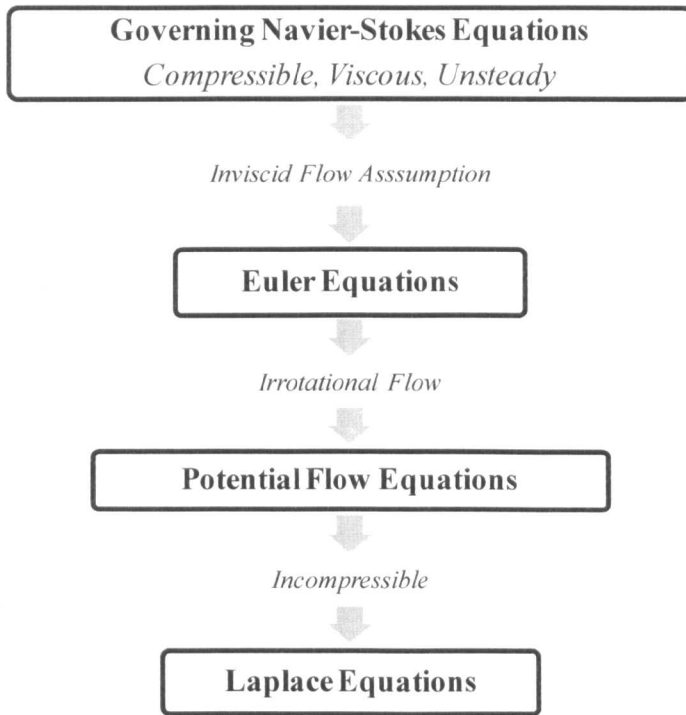 Governing Navier-Stokes Equations
Compressible, Viscous, Unsteady
Inviscid Flow Asssumption
Euler Equations
Irrotational Flow
Potential Flow Equations
Incompressible
Laplace Equations